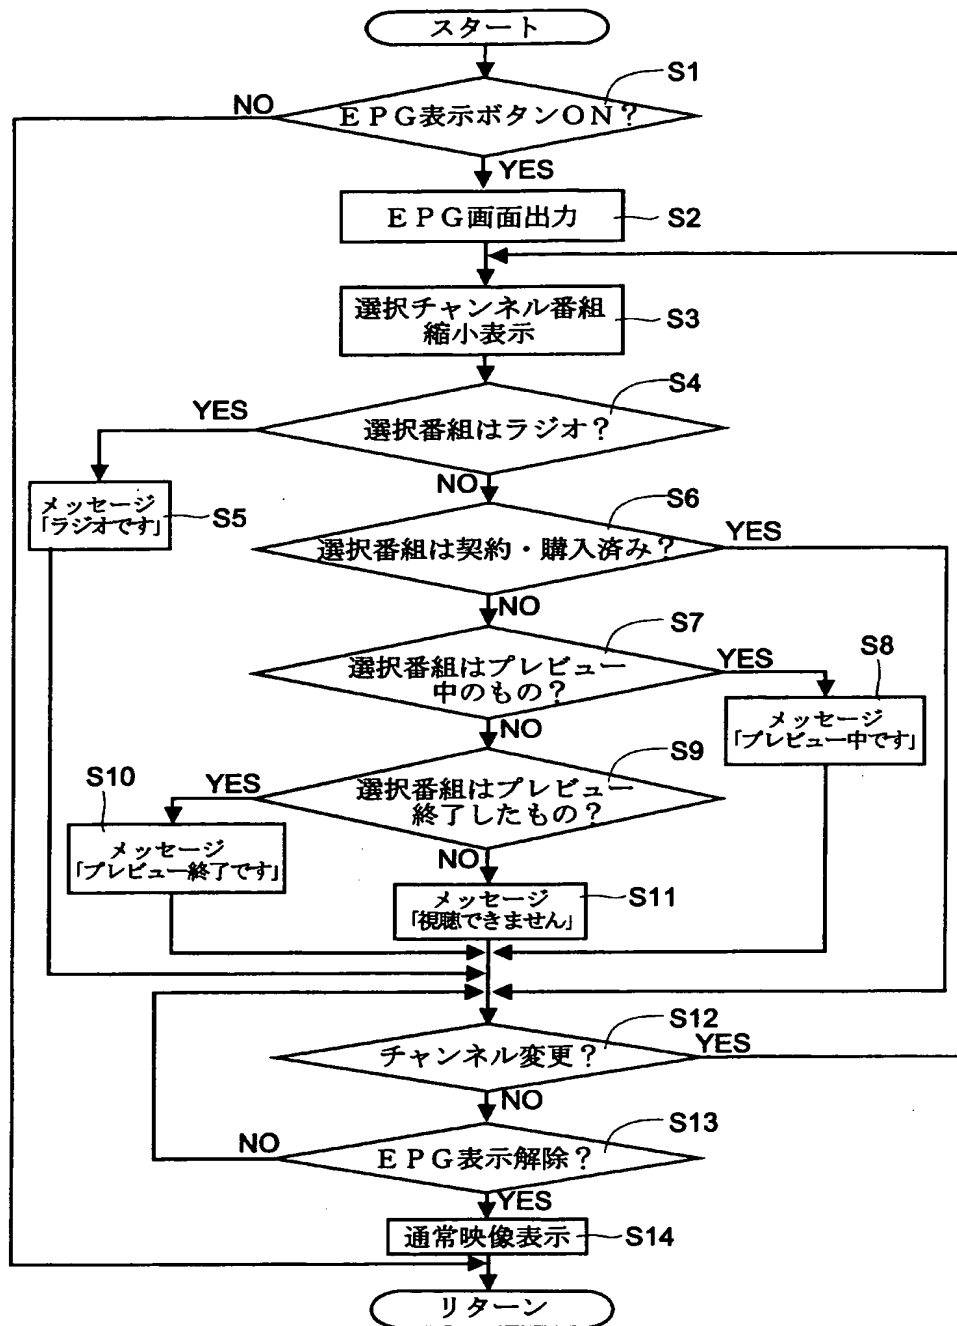 スタート
S1
NO
EPG表示ボタンON？
YES
EPG画面出力
S2
選択チャンネル番組
縮小表示
S3
S4
YES
選択番組はラジオ？
NO
メッセージ
「ラジオです」
S5
S6
YES
選択番組は契約・購入済み？
NO
S7
選択番組はプレビュー
中のもの？
YES
S8
メッセージ
「プレビュー中です」
NO
S9
S10
YES
選択番組はプレビュー
終了したもの？
メッセージ
「プレビュー終了です」
NO
メッセージ
「視聴できません」
S11
S12
チャンネル変更？
YES
NO
S13
NO
EPG表示解除？
YES
通常映像表示
S14
リターン